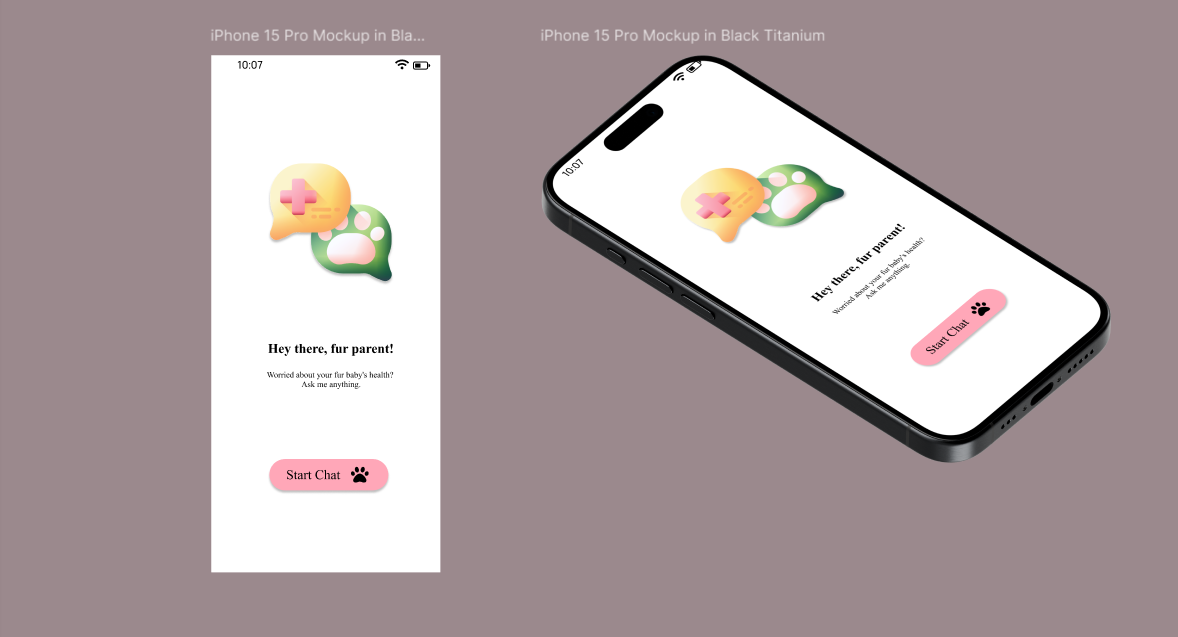 iPhone 15 Pro Mockup in Bla...
10:07
Hey there, fur parent!
Worried about your fur baby's health?
Ask me anything.
Start Chat
iPhone 15 Pro Mockup in Black Titanium
10:07
Hey there, fur parent!
Worried about your fur baby's health?
Ask me anything.
Start Chat